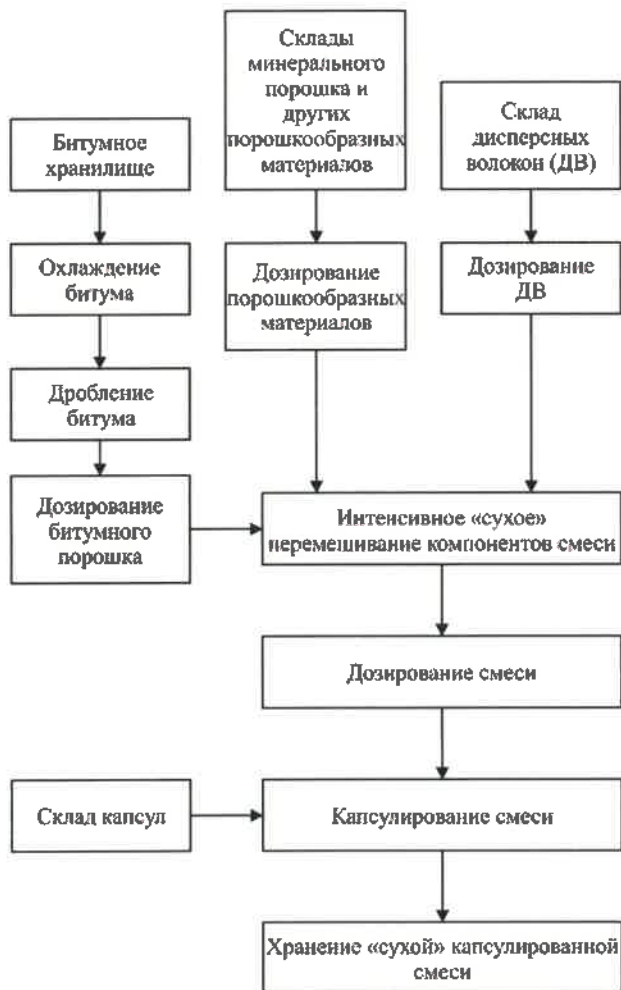 Склады
минерального
порошка и
других
порошкообразных
материалов
Склад
дисперсных
волокон (ДВ)
Битумное
хранилище
Охлаждение
битума
Дозирование
порошкообразных
материалов
Дозирование
ДВ
Дробление
битума
Дозирование
битумного
порошка
Интенсивное «сухое»
перемешивание компонентов смеси
Дозирование смеси
Склад капсул
Капсулирование смеси
Хранение «сухой» капсулированной
смеси